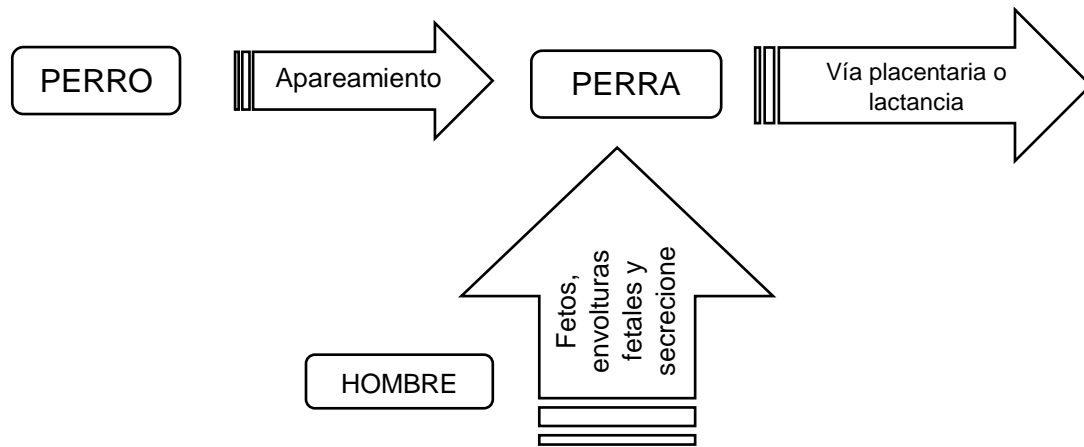 PERRO
Apareamiento
PERRA
Vía placentaria o
lactancia
Fetos,
envolturas
fetales y
secrecione
HOMBRE